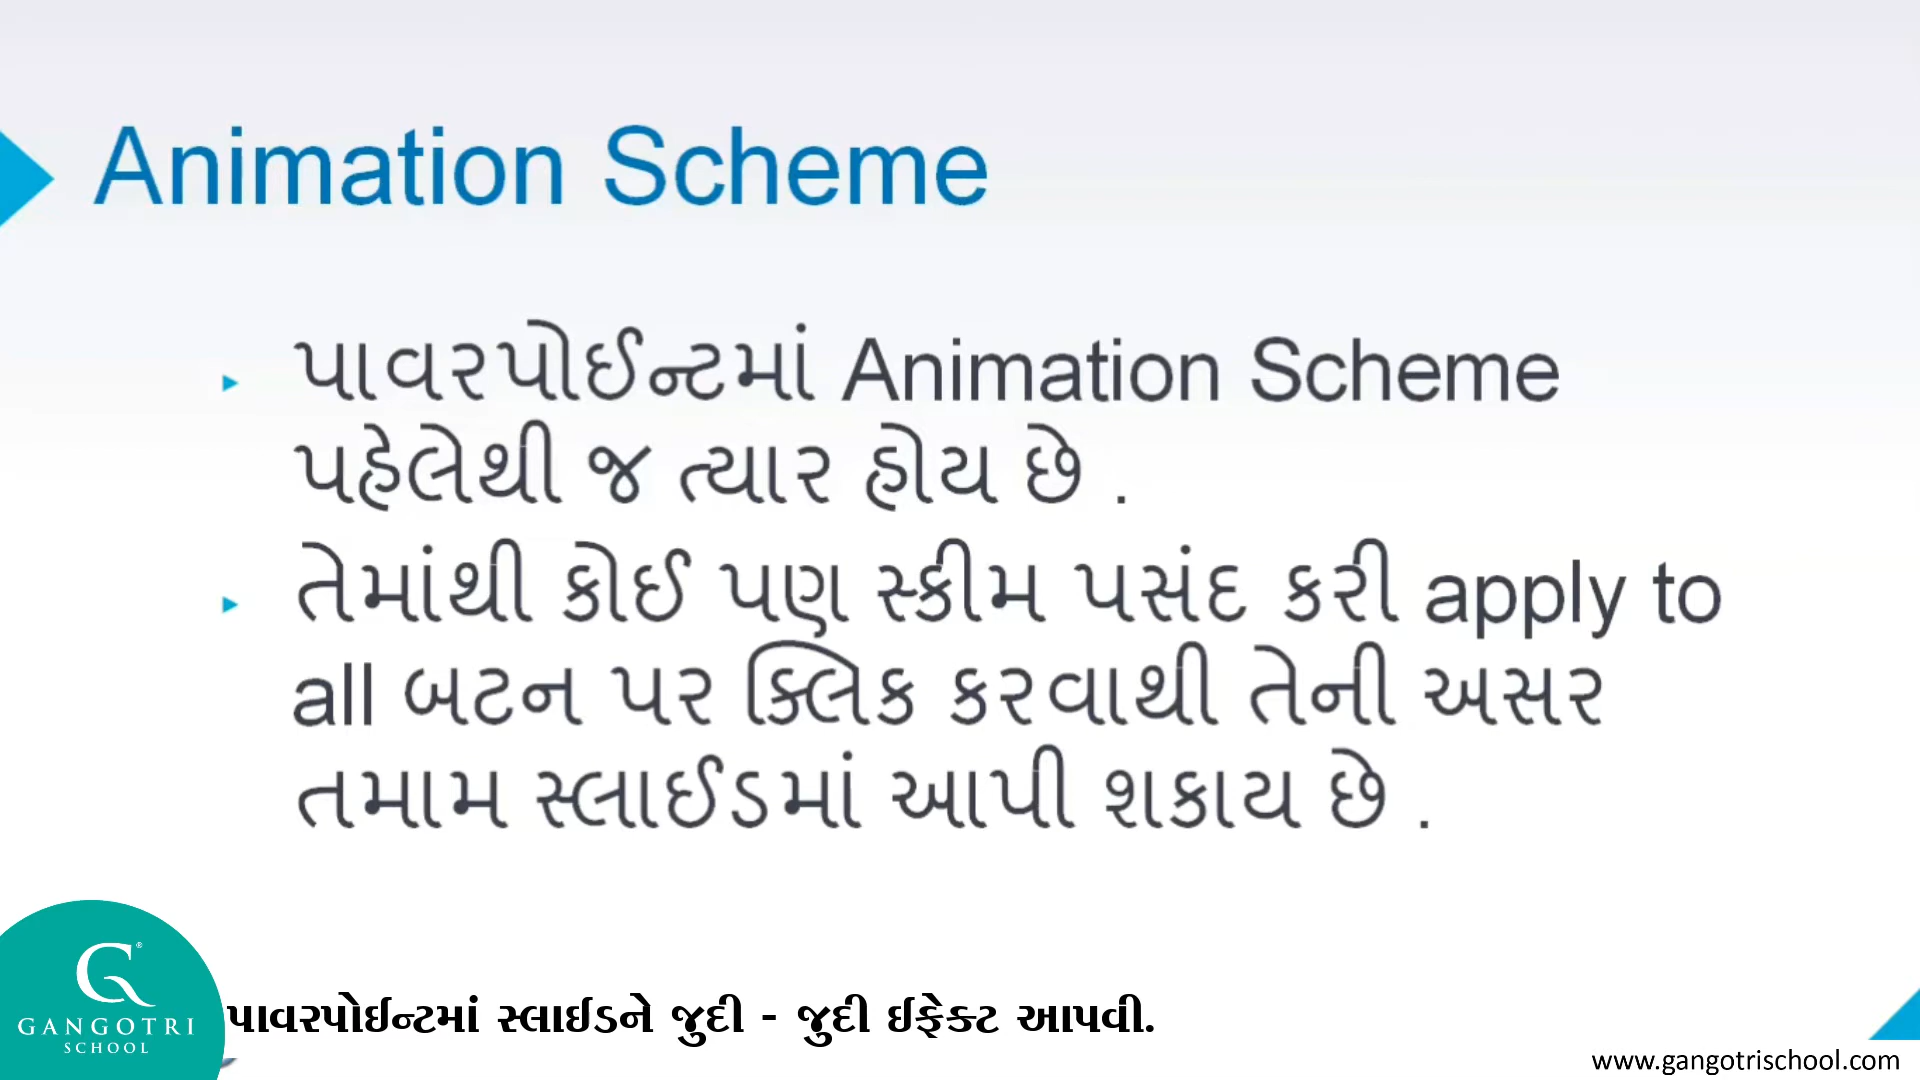 Animation Scheme
પાવરપોઈન્ટમાં Animation Scheme
પહેલેથી જ ત્યાર હોય છે .
તેમાંથી કોઈ પણ સ્કીમ પસંદ કરી apply to
all બટન પર ક્લિક કરવાથી તેની અસર
તમામ સ્લાઈડમાં આપી શકાય છે .
GANGOTRI
SCHOOL
પાવરપોઈન્ટમાં સ્લાઈડને જુદી - જુદી ઈફેક્ટ આપવી.
www.gangotrischool.com